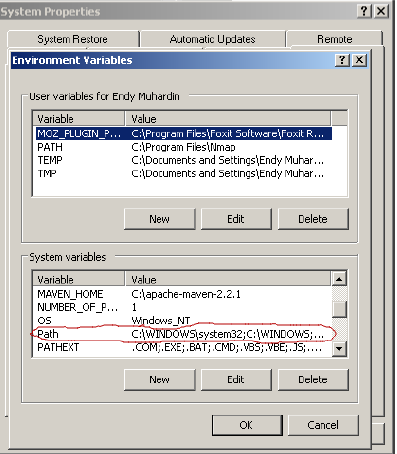 System Properties
System Restore Automatic Updates Remote
Environment Variables
User variables for Endy Muhardin
Variable Value
MOZ_PLUGIN_P... C:\Program Files\Foxit Software\Foxit R...
PATH C:\Program Files\Nmap
TEMP C:\Documents and Settings\Endy Muhar...
TMP C:\Documents and Settings\Endy Muhar...
New Edit Delete
System variables
Variable Value
MAVEN_HOME C:\apache-maven-2.2.1
NUMBER_OF_P... 1
OS Windows_NT
Path C:\WINDOWS\system32;C:\WINDOWS;...
PATHEXT .COM;.EXE;.BAT;.CMD;.VBS;.VBE;.JS;....
New Edit Delete
OK Cancel